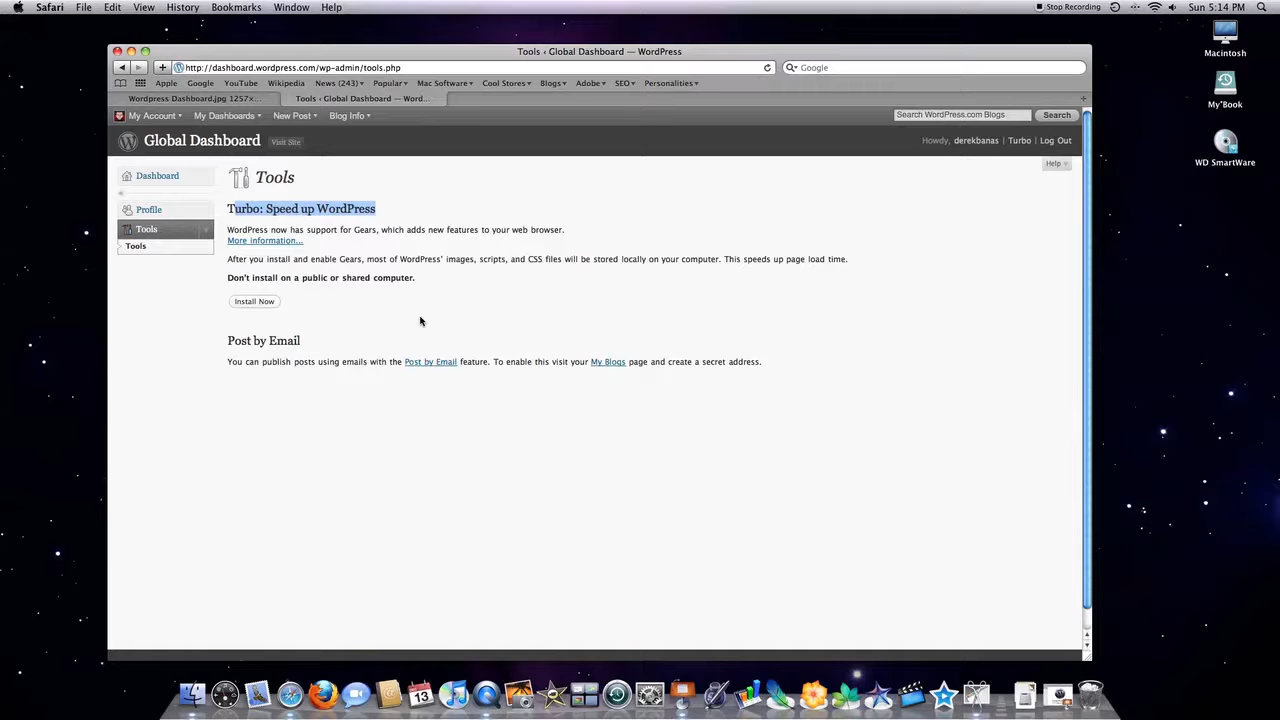 Safari File Edit View History Bookmarks Window Help Stop Recording Sun 5:14 PM
Tools ‹ Global Dashboard — WordPress
http://dashboard.wordpress.com/wp-admin/tools.php Google
Apple Google YouTube Wikipedia News (243) Popular Mac Software Cool Stores Blogs Adobe SEO Personalities
Wordpress Dashboard.jpg 1257×... Tools ‹ Global Dashboard — Word...
My Account My Dashboards New Post Blog Info Search WordPress.com Blogs Search
Global Dashboard Visit Site Howdy, derekbanas | Turbo | Log Out
Help
Dashboard
Profile
Tools
Tools
Tools
Turbo: Speed up WordPress
WordPress now has support for Gears, which adds new features to your web browser.
More information...
After you install and enable Gears, most of WordPress' images, scripts, and CSS files will be stored locally on your computer. This speeds up page load time.
Don't install on a public or shared computer.
Install Now
Post by Email
You can publish posts using emails with the Post by Email feature. To enable this visit your My Blogs page and create a secret address.
Macintosh
My Book
WD SmartWare
13